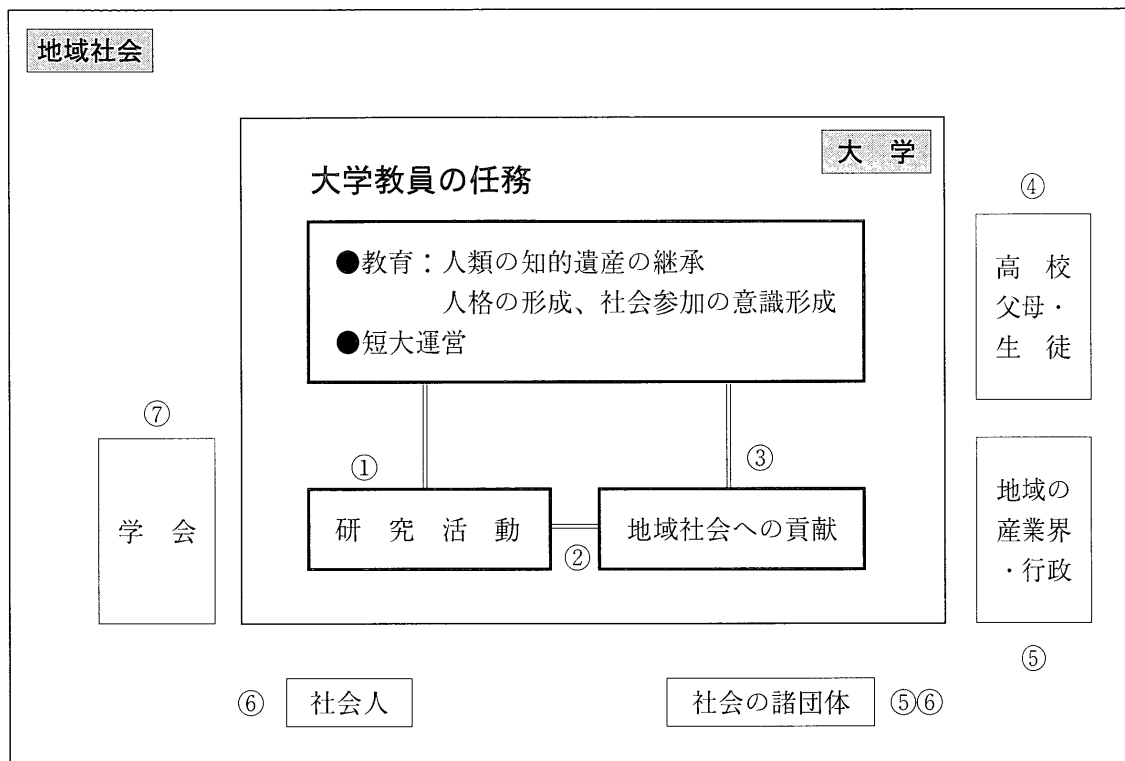 地域社会
大 学
大学教員の任務
●教育：人類の知的遺産の継承
人格の形成、社会参加の意識形成
●短大運営
④
高 校
父母・
生 徒
⑦
学 会
①
研 究 活 動
②
③
地域社会への貢献
地域の
産業界
・行政
⑤
⑥ 社会人
社会の諸団体 ⑤⑥